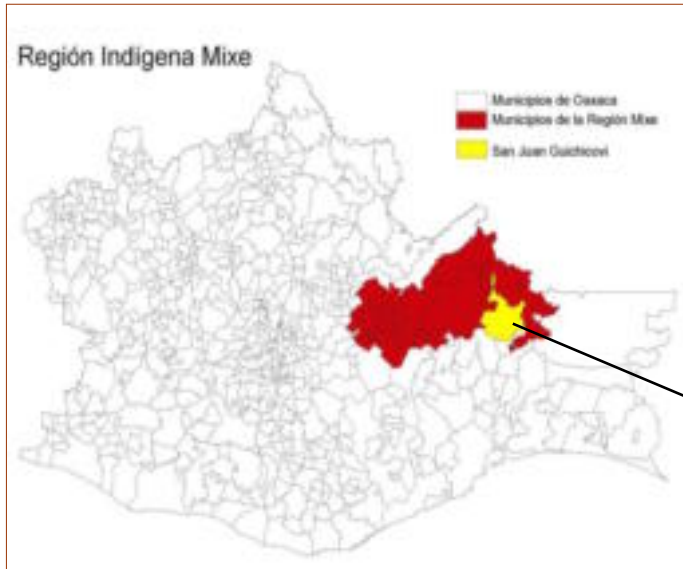 Región Indígena Mixe
Municipios de Oaxaca
Municipios de la Región Mixe
San Juan Guichicovi